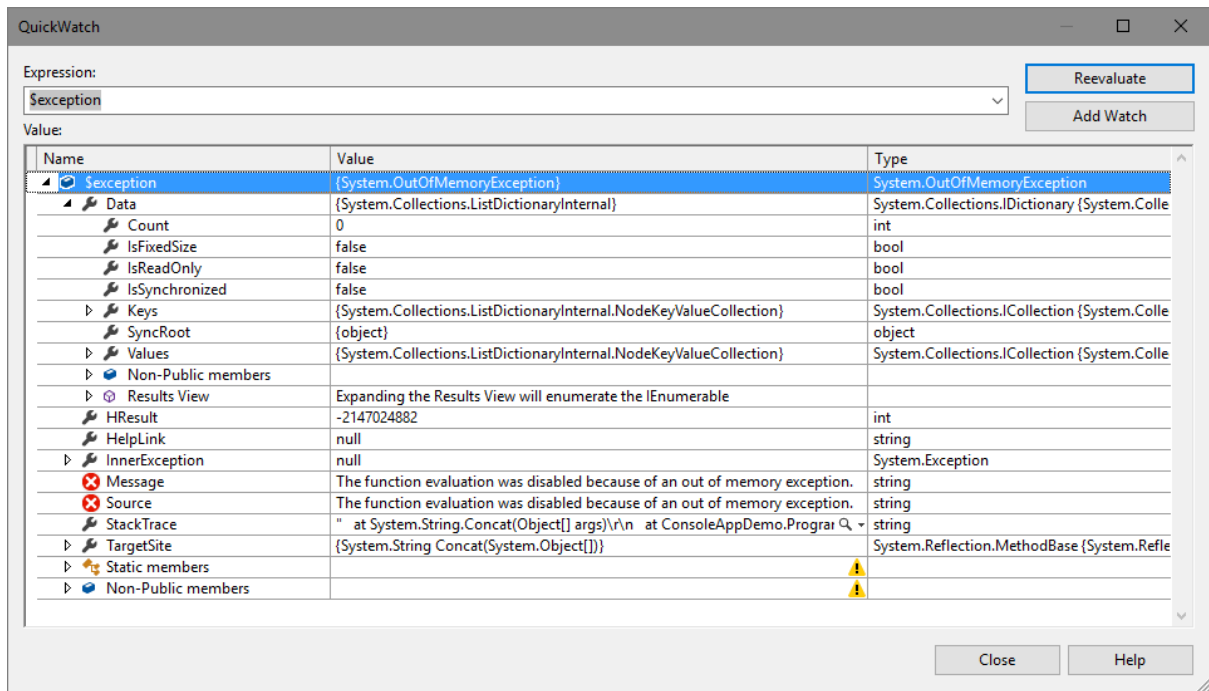 QuickWatch
Expression:
Reevaluate
$exception
Add Watch
Value:
Name Value Type
$exception {System.OutOfMemoryException} System.OutOfMemoryException
Data {System.Collections.ListDictionaryInternal} System.Collections.IDictionary {System.Colle
Count 0 int
IsFixedSize false bool
IsReadOnly false bool
IsSynchronized false bool
Keys {System.Collections.ListDictionaryInternal.NodeKeyValueCollection} System.Collections.ICollection {System.Colle
SyncRoot {object} object
Values {System.Collections.ListDictionaryInternal.NodeKeyValueCollection} System.Collections.ICollection {System.Colle
Non-Public members
Results View Expanding the Results View will enumerate the IEnumerable
HResult -2147024882 int
HelpLink null string
InnerException null System.Exception
Message The function evaluation was disabled because of an out of memory exception. string
Source The function evaluation was disabled because of an out of memory exception. string
StackTrace "   at System.String.Concat(Object[] args)\r\n   at ConsoleAppDemo.Prograr string
TargetSite {System.String Concat(System.Object[])} System.Reflection.MethodBase {System.Refle
Static members
Non-Public members
Close Help